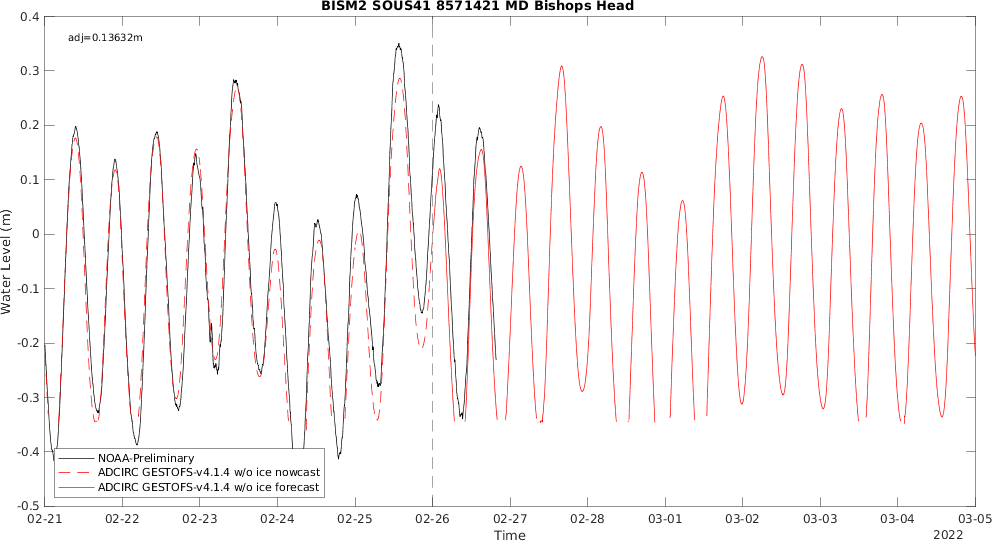 BISM2 SOUS41 8571421 MD Bishops Head
adj=0.13632m
0.4
0.3
0.2
0.1
0
-0.1
-0.2
-0.3
-0.4
-0.5
Water Level (m)
NOAA-Preliminary
ADCIRC GESTOFS-v4.1.4 w/o ice nowcast
ADCIRC GESTOFS-v4.1.4 w/o ice forecast
02-21 02-22 02-23 02-24 02-25 02-26 02-27 02-28 03-01 03-02 03-03 03-04 03-05
Time
2022